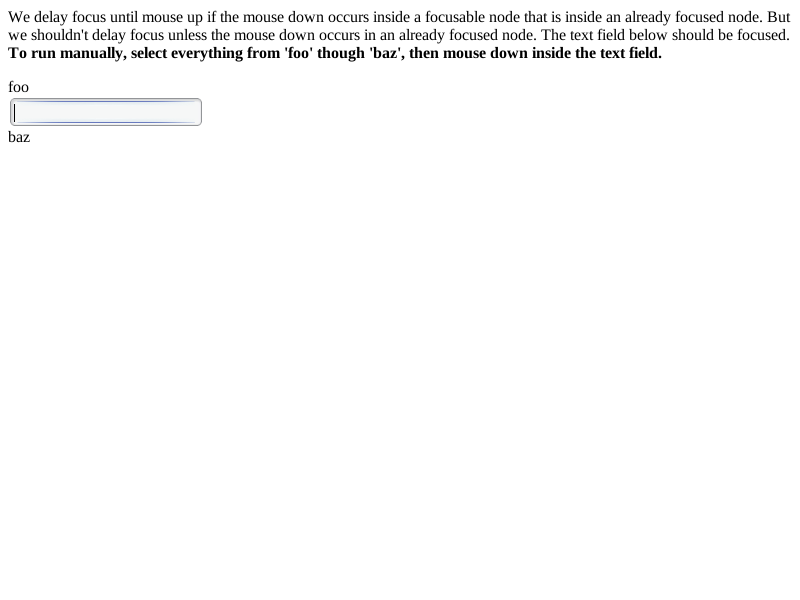 We delay focus until mouse up if the mouse down occurs inside a focusable node that is inside an already focused node. But
we shouldn't delay focus unless the mouse down occurs in an already focused node. The text field below should be focused.
To run manually, select everything from 'foo' though 'baz', then mouse down inside the text field.
foo
baz